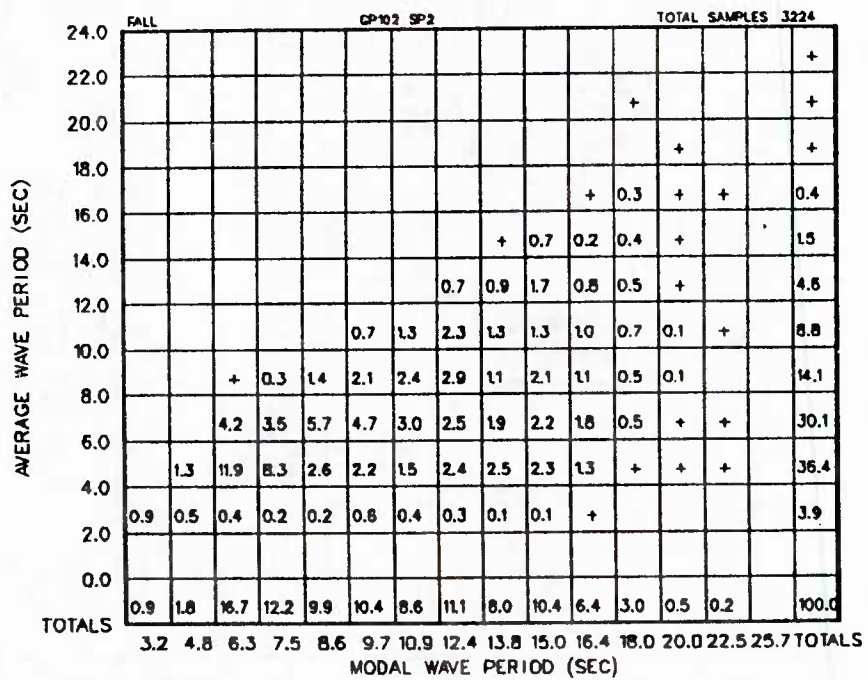 FALL GP102 SP2 TOTAL SAMPLES 3224
24.0
+
22.0
+ +
20.0
+ +
18.0
+ 0.3 + + 0.4
16.0
+ 0.7 0.2 0.4 + 1.5
14.0
0.7 0.9 1.7 0.8 0.5 + 4.6
12.0
0.7 1.3 2.3 1.3 1.3 1.0 0.7 0.1 + 8.8
10.0
+ 0.3 1.4 2.1 2.4 2.9 1.1 2.1 1.1 0.5 0.1 14.1
8.0
4.2 3.5 5.7 4.7 3.0 2.5 1.9 2.2 1.8 0.5 + + 30.1
6.0
1.3 11.9 8.3 2.6 2.2 1.5 2.4 2.5 2.3 1.3 + + + 36.4
4.0
0.9 0.5 0.4 0.2 0.2 0.6 0.4 0.3 0.1 0.1 + 3.9
2.0
0.0
0.9 1.8 16.7 12.2 9.9 10.4 8.6 11.1 8.0 10.4 6.4 3.0 0.5 0.2 100.0
TOTALS
3.2 4.8 6.3 7.5 8.6 9.7 10.9 12.4 13.8 15.0 16.4 18.0 20.0 22.5 25.7 TOTALS
MODAL WAVE PERIOD (SEC)
AVERAGE WAVE PERIOD (SEC)